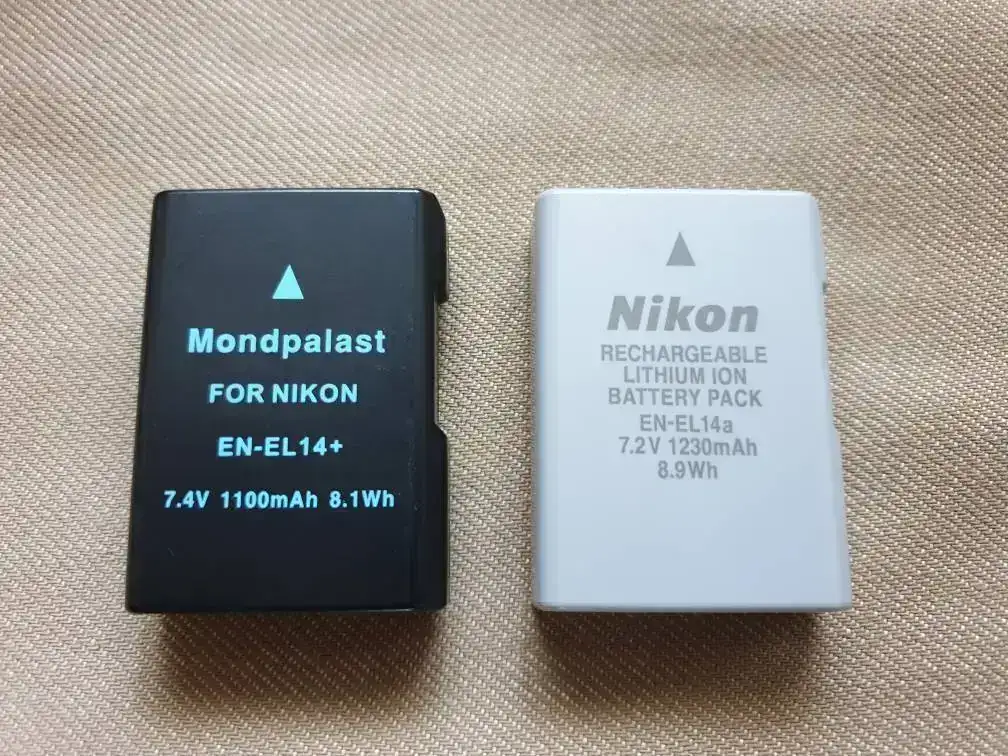 Mondpalast
FOR NIKON
EN-EL14+
7.4V 1100mAh 8.1Wh
Nikon
RECHARGEABLE
LITHIUM ION
BATTERY PACK
EN-EL14a
7.2V 1230mAh
8.9Wh